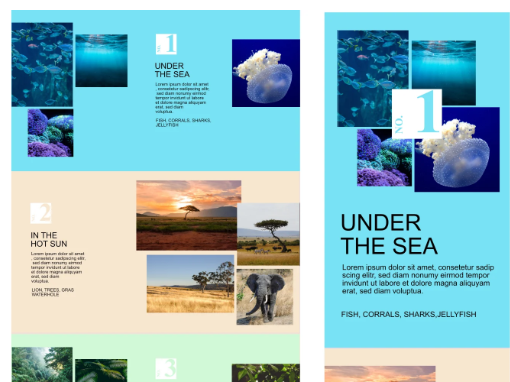 NO. 1
UNDER
THE SEA
Lorem ipsum dolor sit amet
, consetetur sadipscing elitr,
sed diam nonumy eirmod
tempor invidunt ut labore
et dolore magna aliquyam
erat, sed diam
voluptua.
FISH, CORRALS, SHARKS,
JELLYFISH
2
IN THE
HOT SUN
Lorem ipsum dolor sit amet
, consetetur sadipscing elitr,
sed diam nonumy eirmod
tempor invidunt ut labore
et dolore magna aliquyam
erat, sed diam
voluptua.
LION, TREES, GRAS
WATERHOLE
3
NO. 1
UNDER
THE SEA
Lorem ipsum dolor sit amet, consetetur sadip
scing elitr, sed diam nonumy eirmod tempor
invidunt ut labore et dolore magna aliquyam
erat, sed diam voluptua.
FISH, CORRALS, SHARKS,JELLYFISH